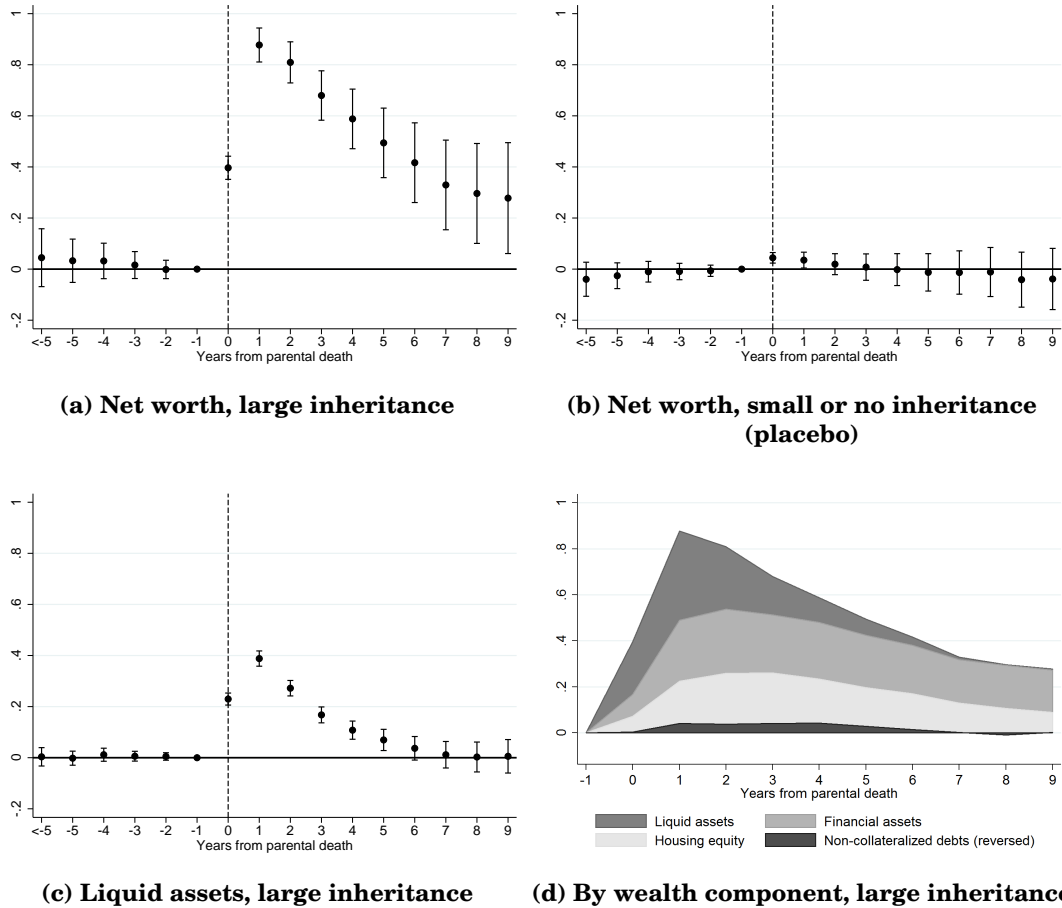 1
.8
.6
.4
.2
0
-.2
<-5 -5 -4 -3 -2 -1 0 1 2 3 4 5 6 7 8 9
Years from parental death
(a) Net worth, large inheritance
1
.8
.6
.4
.2
0
-.2
<-5 -5 -4 -3 -2 -1 0 1 2 3 4 5 6 7 8 9
Years from parental death
(b) Net worth, small or no inheritance
(placebo)
1
.8
.6
.4
.2
0
-.2
<-5 -5 -4 -3 -2 -1 0 1 2 3 4 5 6 7 8 9
Years from parental death
(c) Liquid assets, large inheritance
1
.8
.6
.4
.2
0
-1 0 1 2 3 4 5 6 7 8 9
Years from parental death
Liquid assets Financial assets
Housing equity Non-collateralized debts (reversed)
(d) By wealth component, large inheritanc